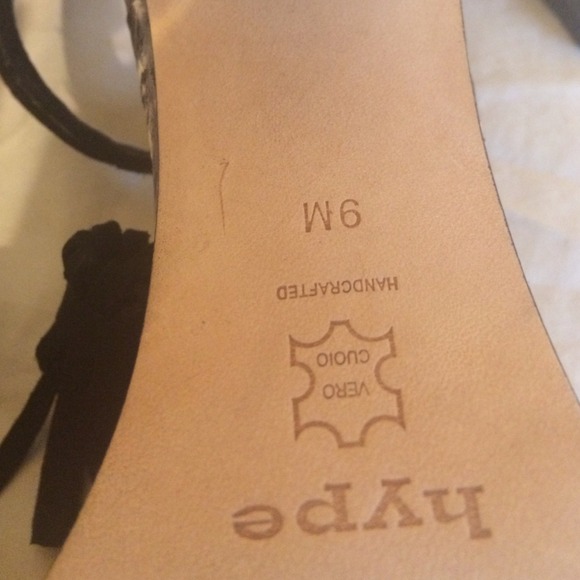 hype
VERO
CUOIO
HANDCRAFTED
9M